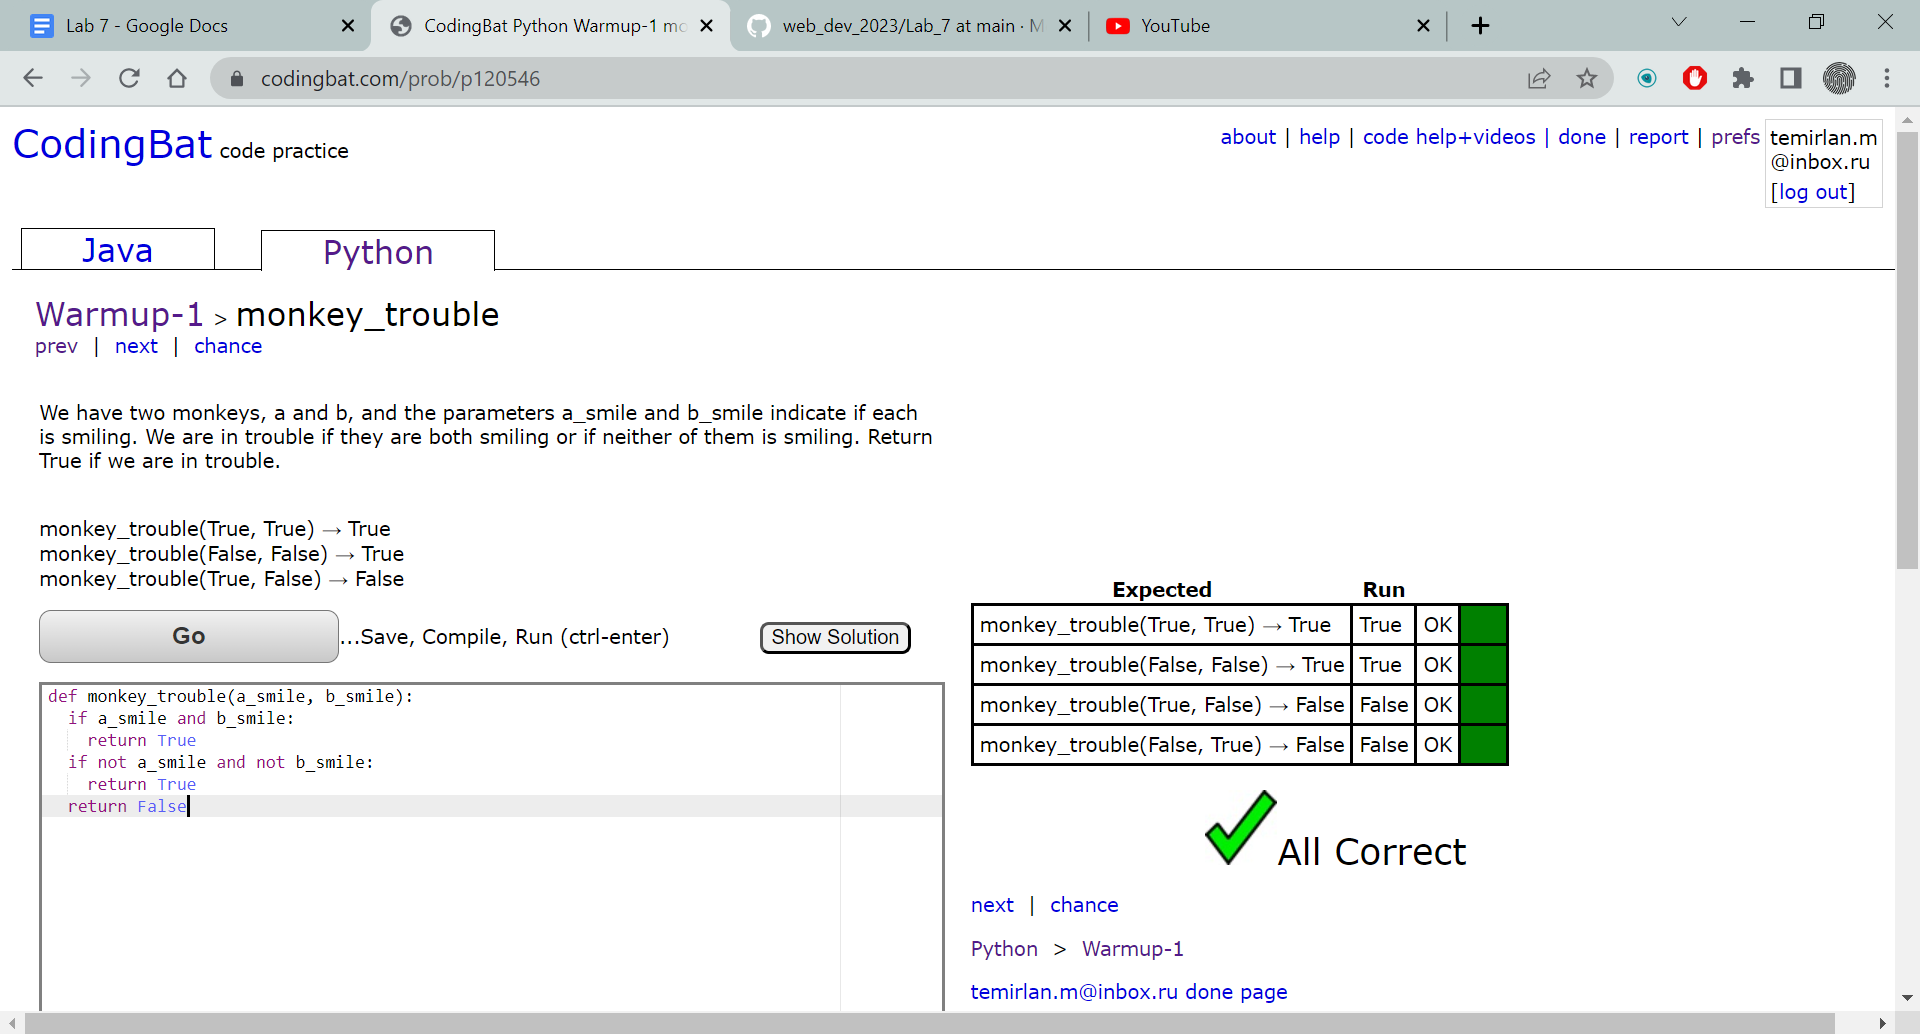 Lab 7 - Google Docs
CodingBat Python Warmup-1 mo
web_dev_2023/Lab_7 at main · M
YouTube
codingbat.com/prob/p120546
CodingBat code practice
about | help | code help+videos | done | report | prefs
temirlan.m
@inbox.ru
[log out]
Java
Python
Warmup-1 > monkey_trouble
prev | next | chance
We have two monkeys, a and b, and the parameters a_smile and b_smile indicate if each
is smiling. We are in trouble if they are both smiling or if neither of them is smiling. Return
True if we are in trouble.
monkey_trouble(True, True) → True
monkey_trouble(False, False) → True
monkey_trouble(True, False) → False
Go ...Save, Compile, Run (ctrl-enter) Show Solution
def monkey_trouble(a_smile, b_smile):
  if a_smile and b_smile:
    return True
  if not a_smile and not b_smile:
    return True
  return False
Expected Run
monkey_trouble(True, True) → True True OK
monkey_trouble(False, False) → True True OK
monkey_trouble(True, False) → False False OK
monkey_trouble(False, True) → False False OK
All Correct
next | chance
Python > Warmup-1
temirlan.m@inbox.ru done page